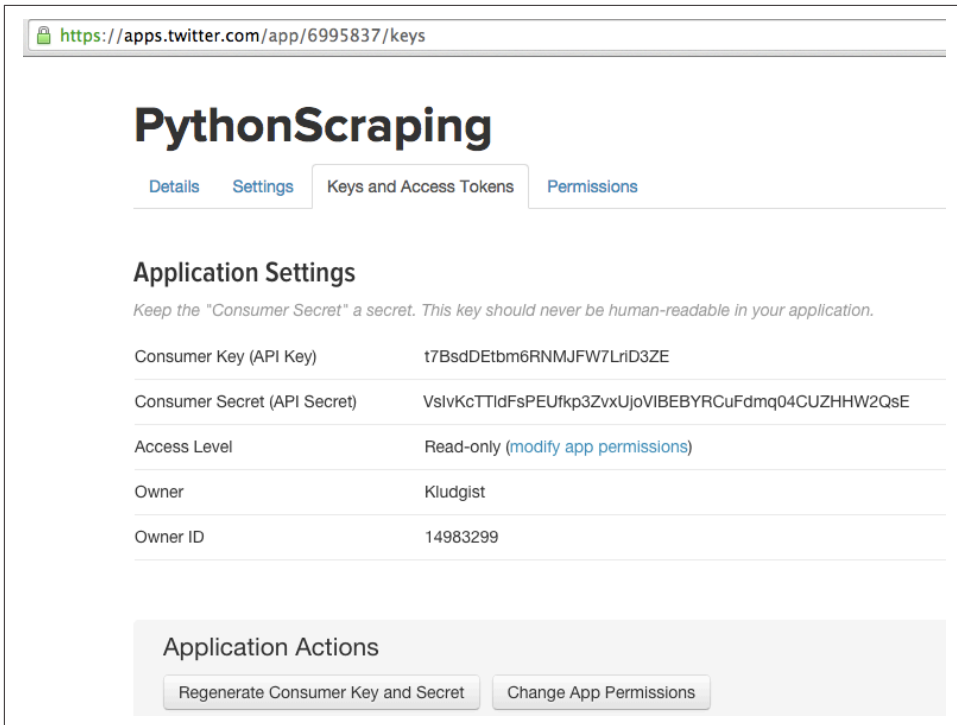 https://apps.twitter.com/app/6995837/keys
PythonScraping
Details Settings Keys and Access Tokens Permissions
Application Settings
Keep the "Consumer Secret" a secret. This key should never be human-readable in your application.
Consumer Key (API Key) t7BsdDEtbm6RNMJFW7LriD3ZE
Consumer Secret (API Secret)
Access Level Read-only (modify app permissions)
Owner Kludgist
Owner ID 14983299
Application Actions
Regenerate Consumer Key and Secret Change App Permissions